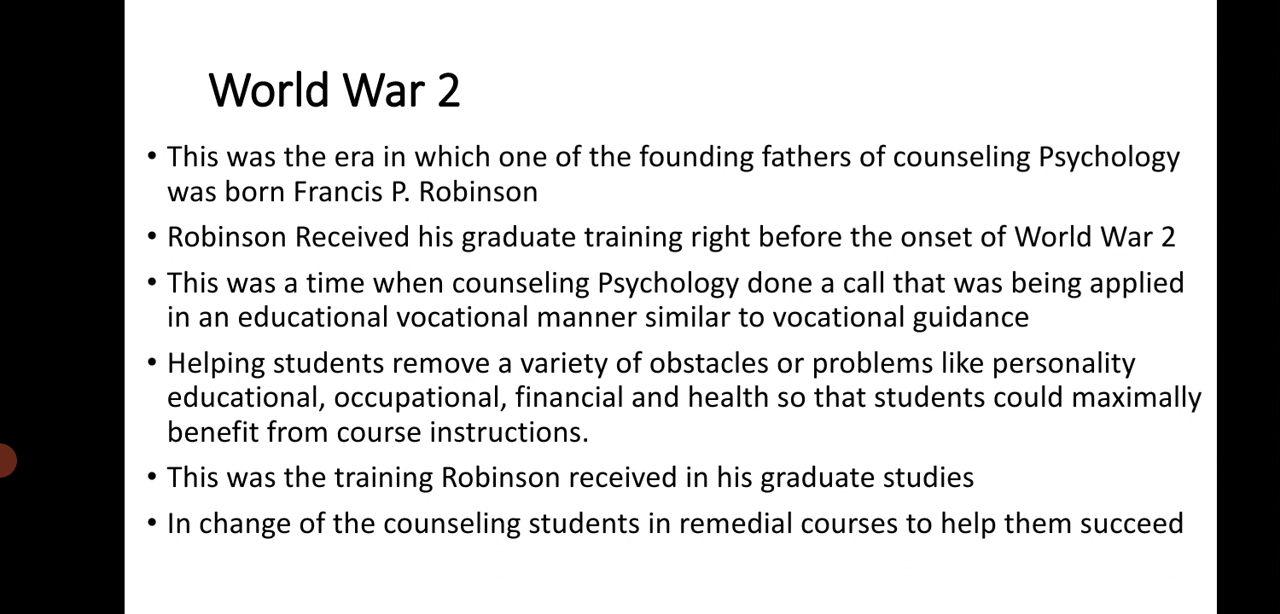 World War 2
• This was the era in which one of the founding fathers of counseling Psychology
was born Francis P. Robinson
• Robinson Received his graduate training right before the onset of World War 2
• This was a time when counseling Psychology done a call that was being applied
in an educational vocational manner similar to vocational guidance
• Helping students remove a variety of obstacles or problems like personality
educational, occupational, financial and health so that students could maximally
benefit from course instructions.
• This was the training Robinson received in his graduate studies
• In change of the counseling students in remedial courses to help them succeed